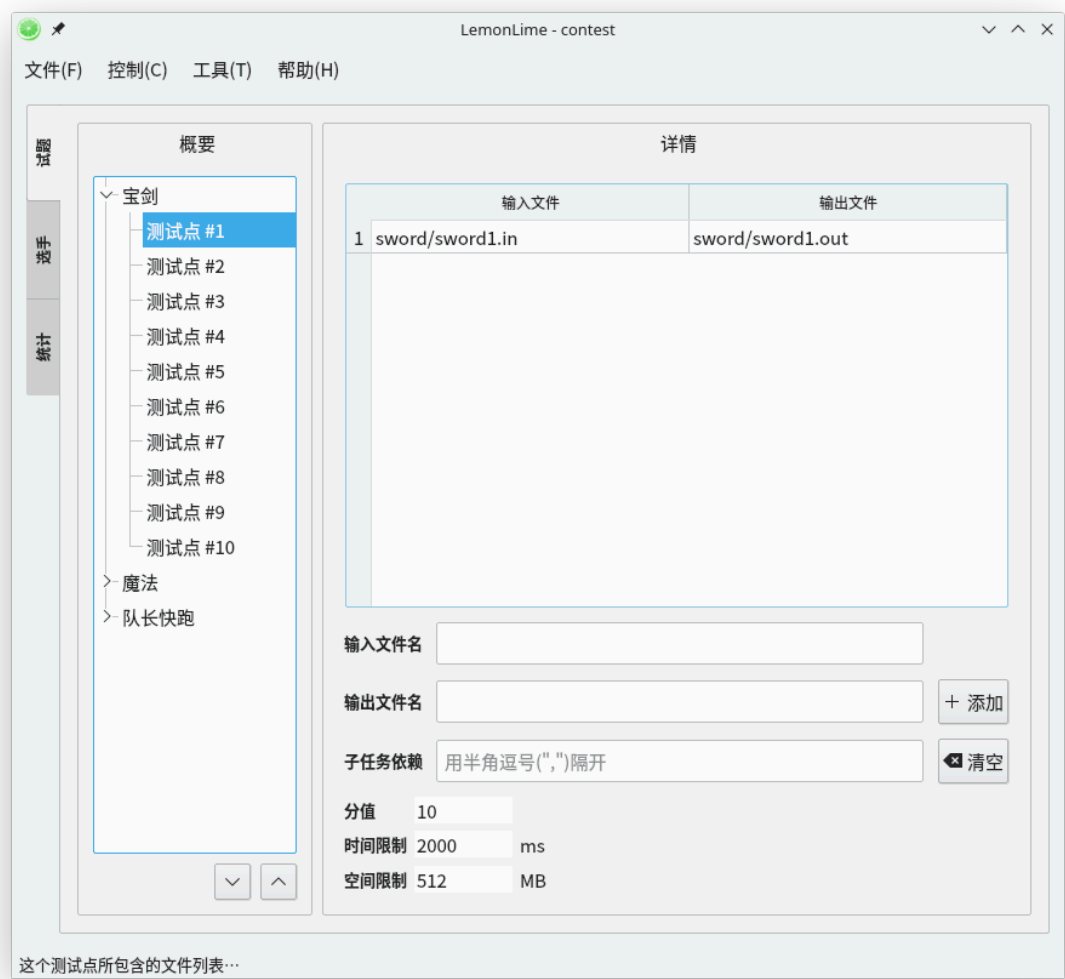 LemonLime - contest
文件(F) 控制(C) 工具(T) 帮助(H)
试题
选手
统计
概要
宝剑
测试点 #1
测试点 #2
测试点 #3
测试点 #4
测试点 #5
测试点 #6
测试点 #7
测试点 #8
测试点 #9
测试点 #10
魔法
队长快跑
详情
输入文件 输出文件
1 sword/sword1.in sword/sword1.out
输入文件名
输出文件名 添加
子任务依赖 用半角逗号(",")隔开 清空
分值 10
时间限制 2000 ms
空间限制 512 MB
这个测试点所包含的文件列表…